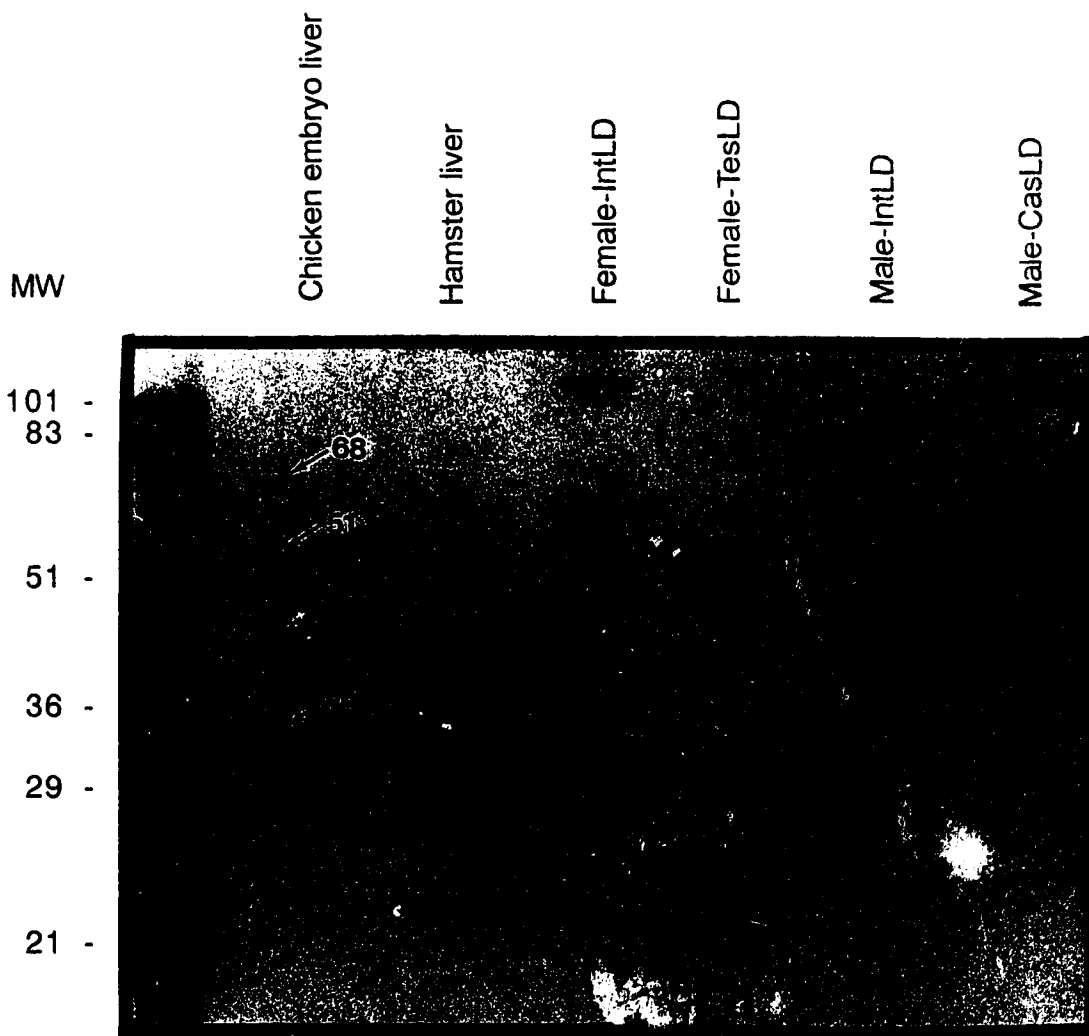 Chicken embryo liver
Hamster liver
Female-IntLD
Female-TesLD
Male-IntLD
Male-CasLD
MW
101 -
83 -
68
51
51 -
36 -
29 -
21 -